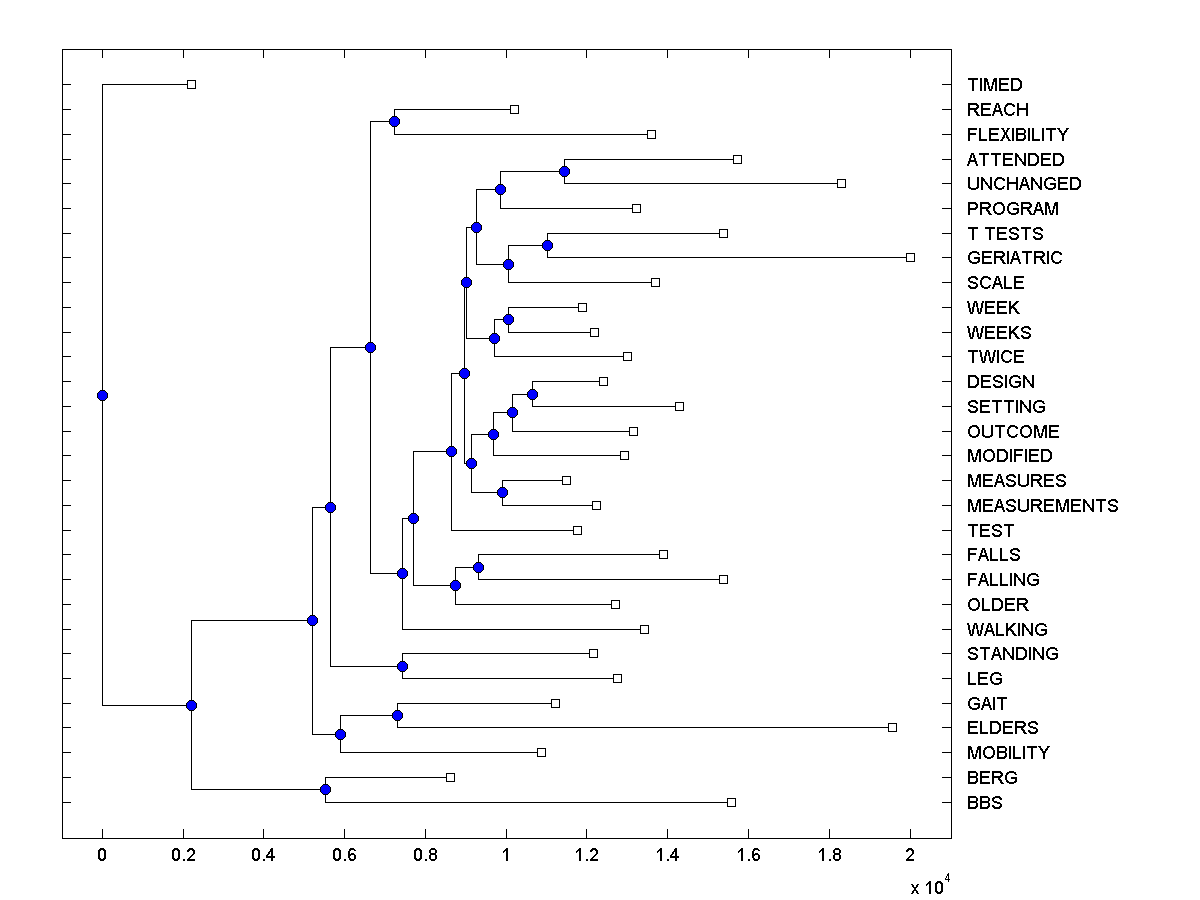 TIMED
REACH
FLEXIBILITY
ATTENDED
UNCHANGED
PROGRAM
T TESTS
GERIATRIC
SCALE
WEEK
WEEKS
TWICE
DESIGN
SETTING
OUTCOME
MODIFIED
MEASURES
MEASUREMENTS
TEST
FALLS
FALLING
OLDER
WALKING
STANDING
LEG
GAIT
ELDERS
MOBILITY
BERG
BBS
0 0.2 0.4 0.6 0.8 1 1.2 1.4 1.6 1.8 2
x 10^4